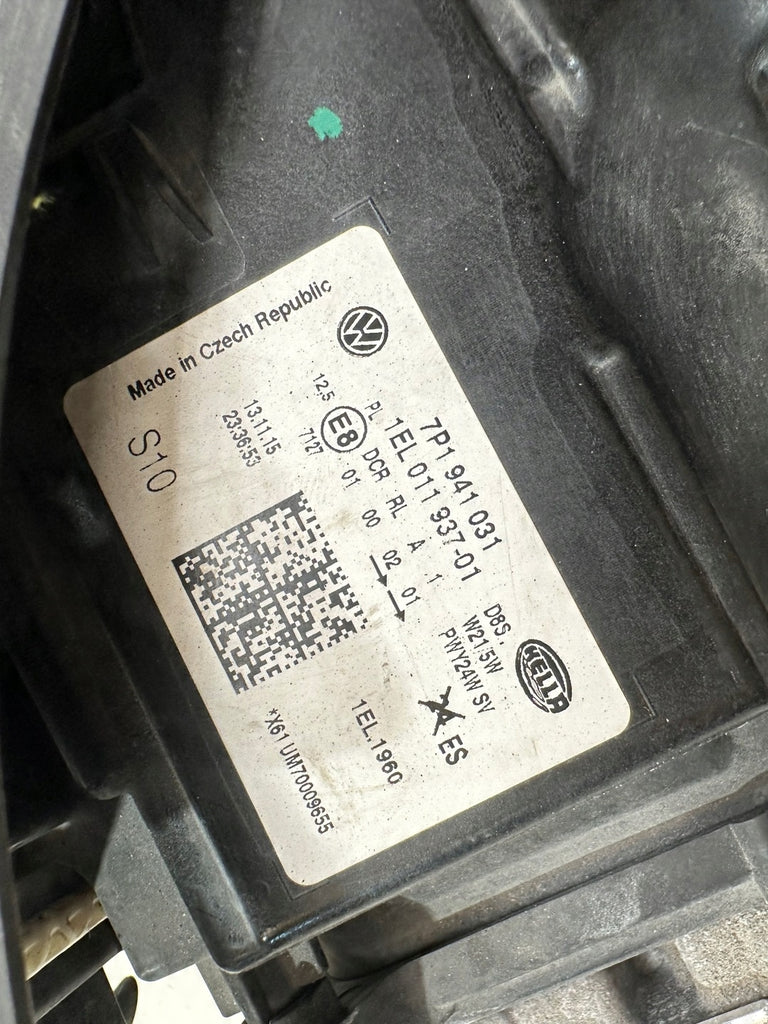 Made in Czech Republic
S10
13.11.15
23:36:53
7P1 941 031
1EL 011 937-01
PL DCR RL A 1
12,5
E8
7127
01 00 02 01
D8S,
W21/5W
PWY24W SV
HELLA
ES
1EL.1960
*X61 UM70009655